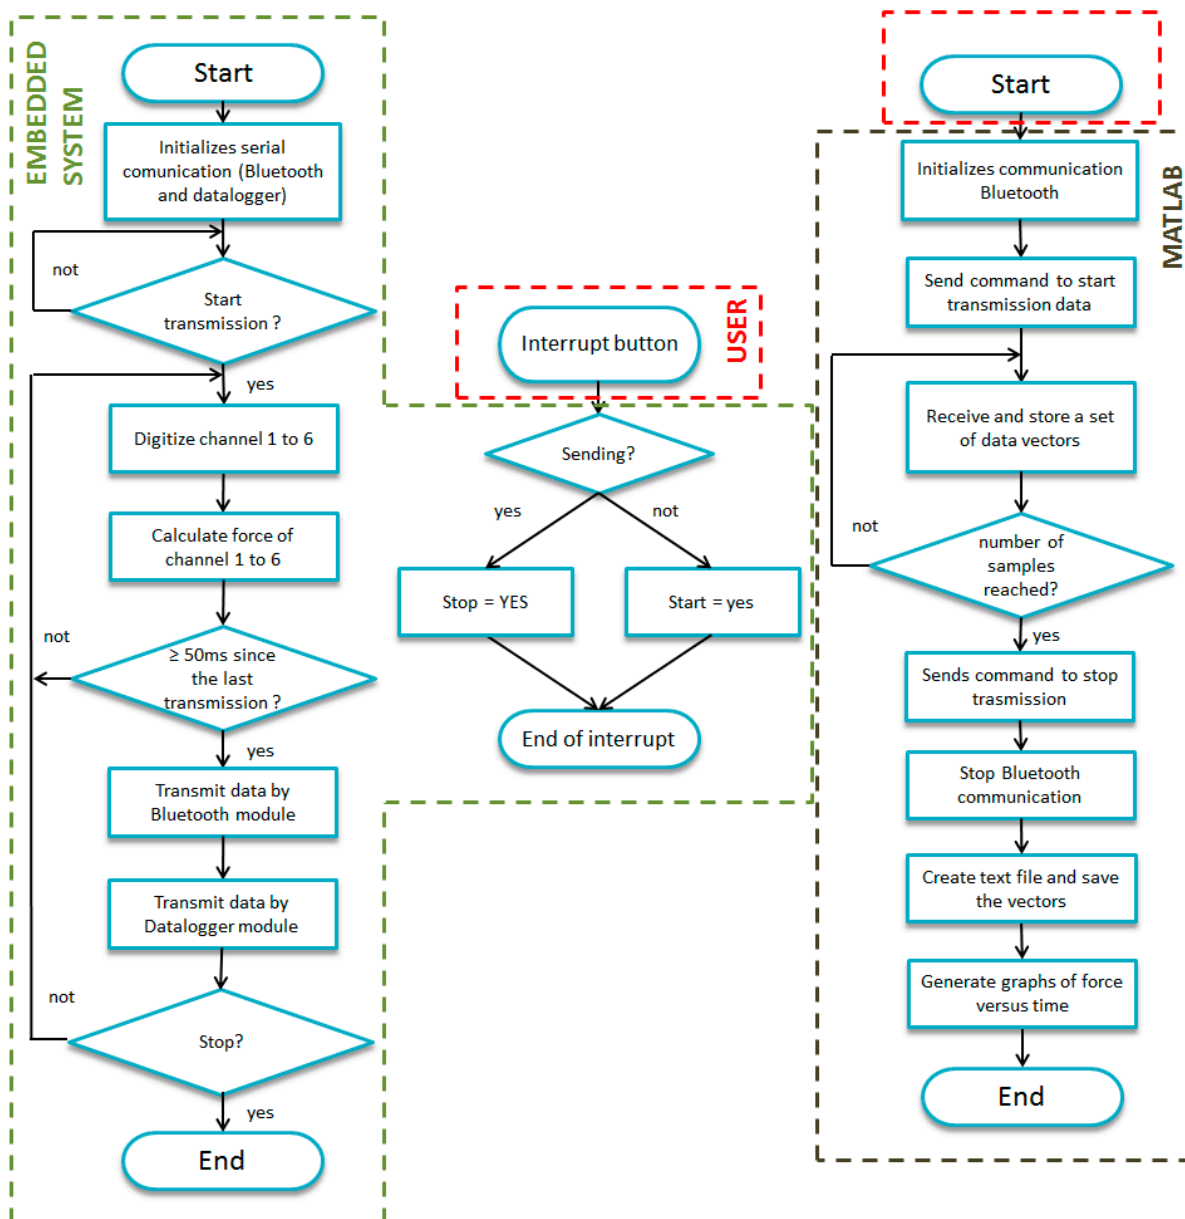 EMBEDDED
SYSTEM
Start
Initializes serial
comunication (Bluetooth
and datalogger)
not
Start
transmission ?
yes
Digitize channel 1 to 6
Calculate force of
channel 1 to 6
not
≥ 50ms since
the last
transmission ?
yes
Transmit data by
Bluetooth module
Transmit data by
Datalogger module
not
Stop?
yes
End
USER
Interrupt button
Sending?
yes
not
Stop = YES
Start = yes
End of interrupt
Start
MATLAB
Initializes communication
Bluetooth
Send command to start
transmission data
Receive and store a set
of data vectors
not
number of
samples
reached?
yes
Sends command to stop
trasmission
Stop Bluetooth
communication
Create text file and save
the vectors
Generate graphs of force
versus time
End